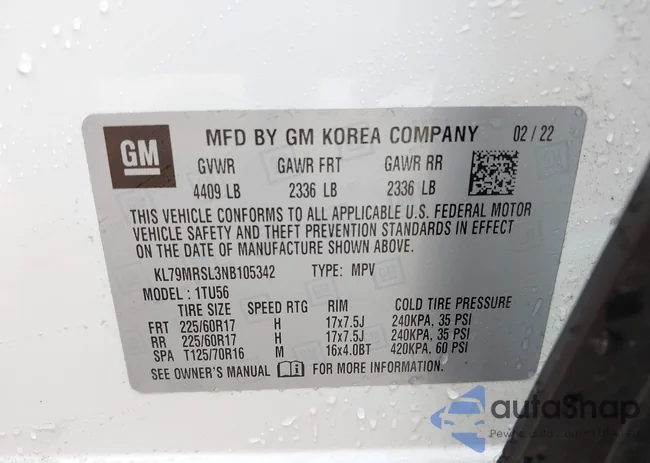 GM MFD BY GM KOREA COMPANY 02/22
GVWR GAWR FRT GAWR RR
4409 LB 2336 LB 2336 LB
THIS VEHICLE CONFORMS TO ALL APPLICABLE U.S. FEDERAL MOTOR
VEHICLE SAFETY AND THEFT PREVENTION STANDARDS IN EFFECT
ON THE DATE OF MANUFACTURE SHOWN ABOVE.
KL79MRSL3NB105342 TYPE: MPV
MODEL: 1TU56
TIRE SIZE SPEED RTG RIM COLD TIRE PRESSURE
FRT 225/60R17 H 17x7.5J 240KPA, 35 PSI
RR 225/60R17 H 17x7.5J 240KPA, 35 PSI
SPA T125/70R16 M 16x4.0BT 420KPA, 60 PSI
SEE OWNER'S MANUAL FOR MORE INFORMATION.
autaShap